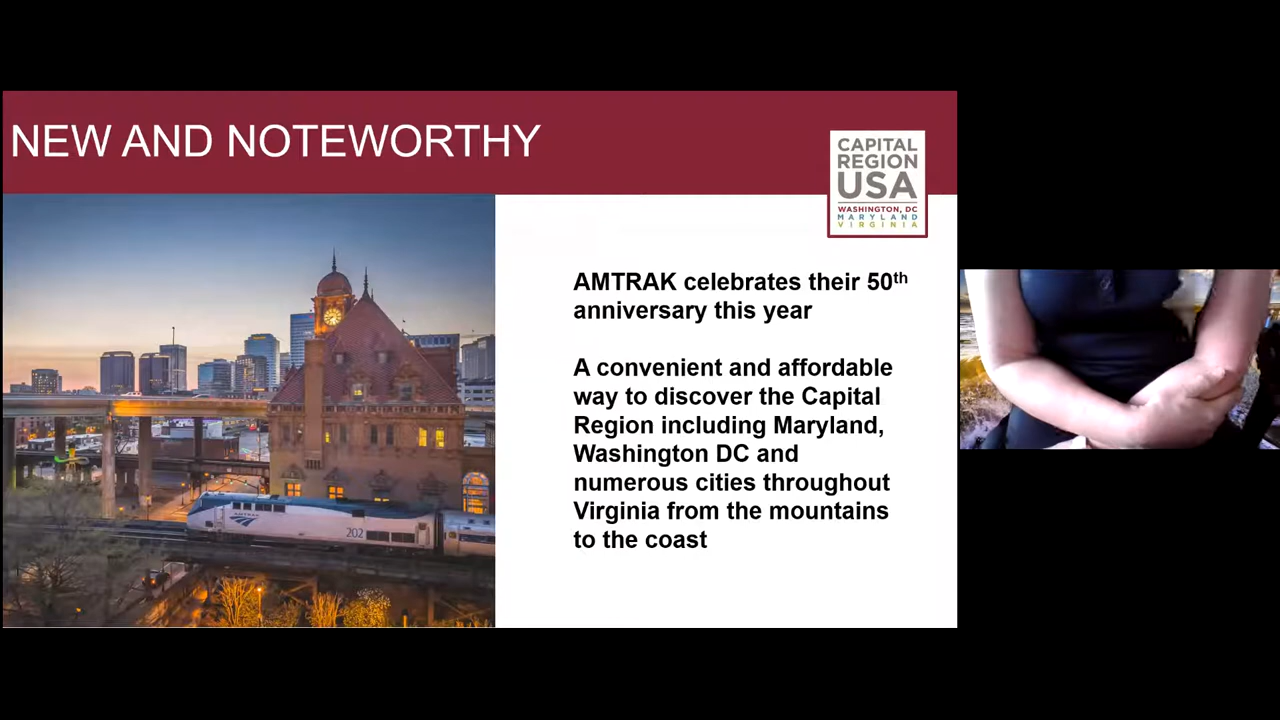 NEW AND NOTEWORTHY
CAPITAL
REGION
USA
WASHINGTON, DC
MARYLAND
VIRGINIA
AMTRAK celebrates their 50th
anniversary this year
A convenient and affordable
way to discover the Capital
Region including Maryland,
Washington DC and
numerous cities throughout
Virginia from the mountains
to the coast
AMTRAK
202